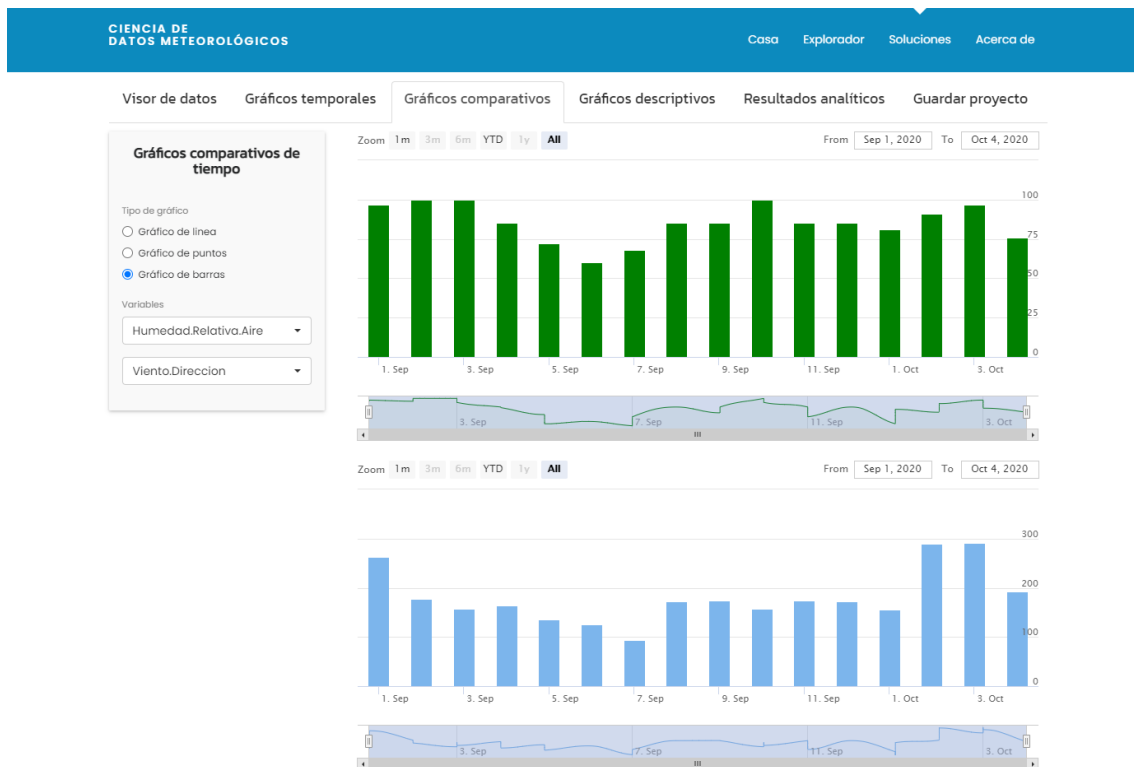 CIENCIA DE
DATOS METEOROLÓGICOS
Casa Explorador Soluciones Acerca de
Visor de datos Gráficos temporales Gráficos comparativos Gráficos descriptivos Resultados analíticos Guardar proyecto
Gráficos comparativos de
tiempo
Tipo de gráfico
Gráfico de línea
Gráfico de puntos
Gráfico de barras
Variables
Humedad.Relativa.Aire
Viento.Direccion
Zoom 1m 3m 6m YTD 1y All From Sep 1, 2020 To Oct 4, 2020
100
75
50
25
0
1. Sep 3. Sep 5. Sep 7. Sep 9. Sep 11. Sep 1. Oct 3. Oct
3. Sep 7. Sep 11. Sep 3. Oct
Zoom 1m 3m 6m YTD 1y All From Sep 1, 2020 To Oct 4, 2020
300
200
100
0
1. Sep 3. Sep 5. Sep 7. Sep 9. Sep 11. Sep 1. Oct 3. Oct
3. Sep 7. Sep 11. Sep 3. Oct